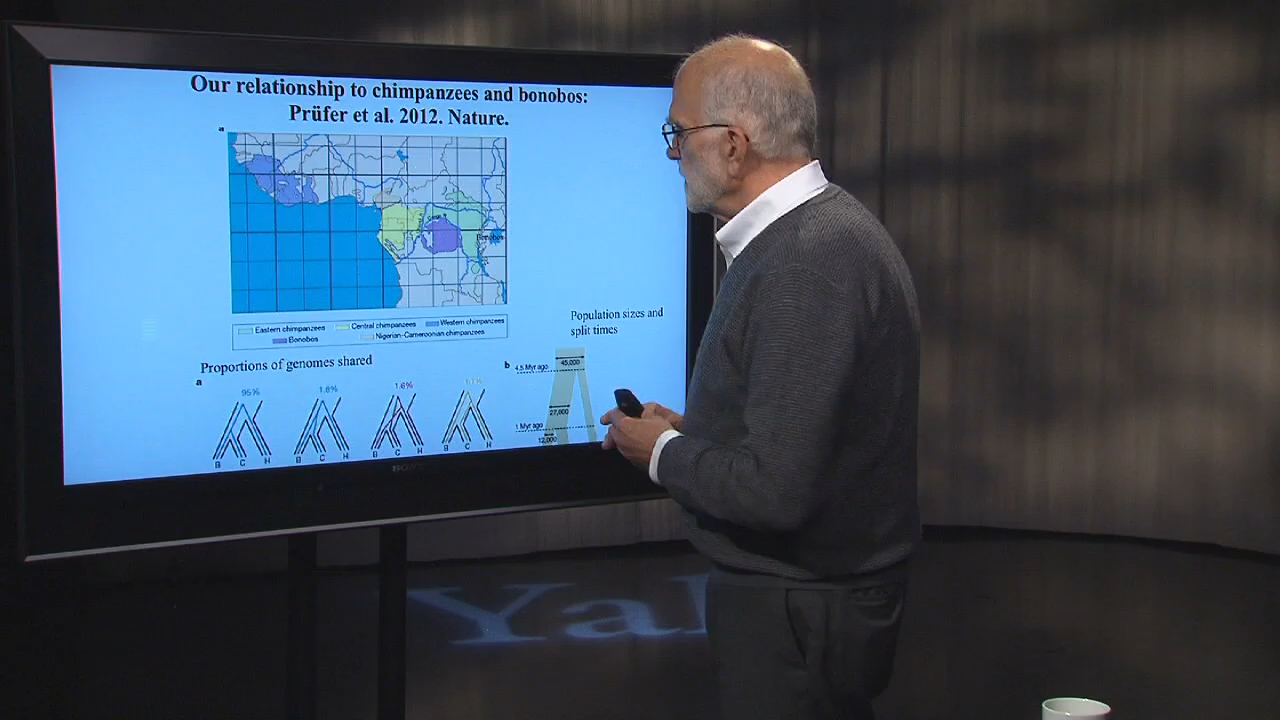 Our relationship to chimpanzees and bonobos:
Prüfer et al. 2012. Nature.
a
Bonobos
Eastern chimpanzees Central chimpanzees Western chimpanzees
Bonobos Nigerian-Cameroonian chimpanzees
Population sizes and
split times
Proportions of genomes shared
a
95% 1.6% 1.6%
B C H B C H B C H B C H
b
4.5 Myr ago 45,000
27,000
1 Myr ago
12,000
SONY
Yal